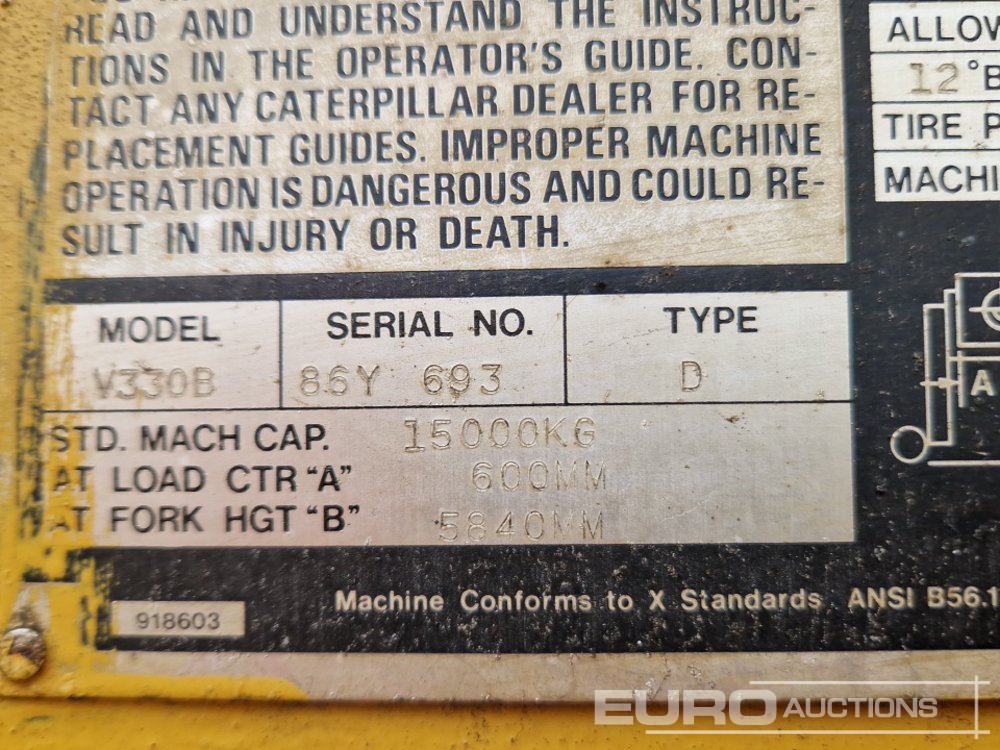 READ AND UNDERSTAND THE INSTRUC-
TIONS IN THE OPERATOR'S GUIDE. CON-
TACT ANY CATERPILLAR DEALER FOR RE-
PLACEMENT GUIDES. IMPROPER MACHINE
OPERATION IS DANGEROUS AND COULD RE-
SULT IN INJURY OR DEATH.
ALLOW
12°B
TIRE P
MACHI
MODEL SERIAL NO. TYPE
V330B 86Y 693 D
STD. MACH CAP. 15000KG
AT LOAD CTR "A" 600MM
AT FORK HGT "B" 5840MM
A
Machine Conforms to X Standards ANSI B56.1
918603
EURO AUCTIONS